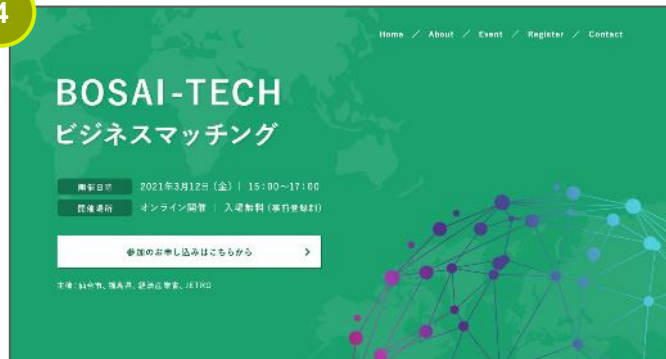 4
Home / About / Event / Register / Contact
BOSAI-TECH
ビジネスマッチング
開催日時 2021年3月12日（金）| 15:00～17:00
開催場所 オンライン開催 | 入場無料（事前登録制）
参加のお申し込みはこちらから >
主催：仙台市、福島県、経済産業省、JETRO